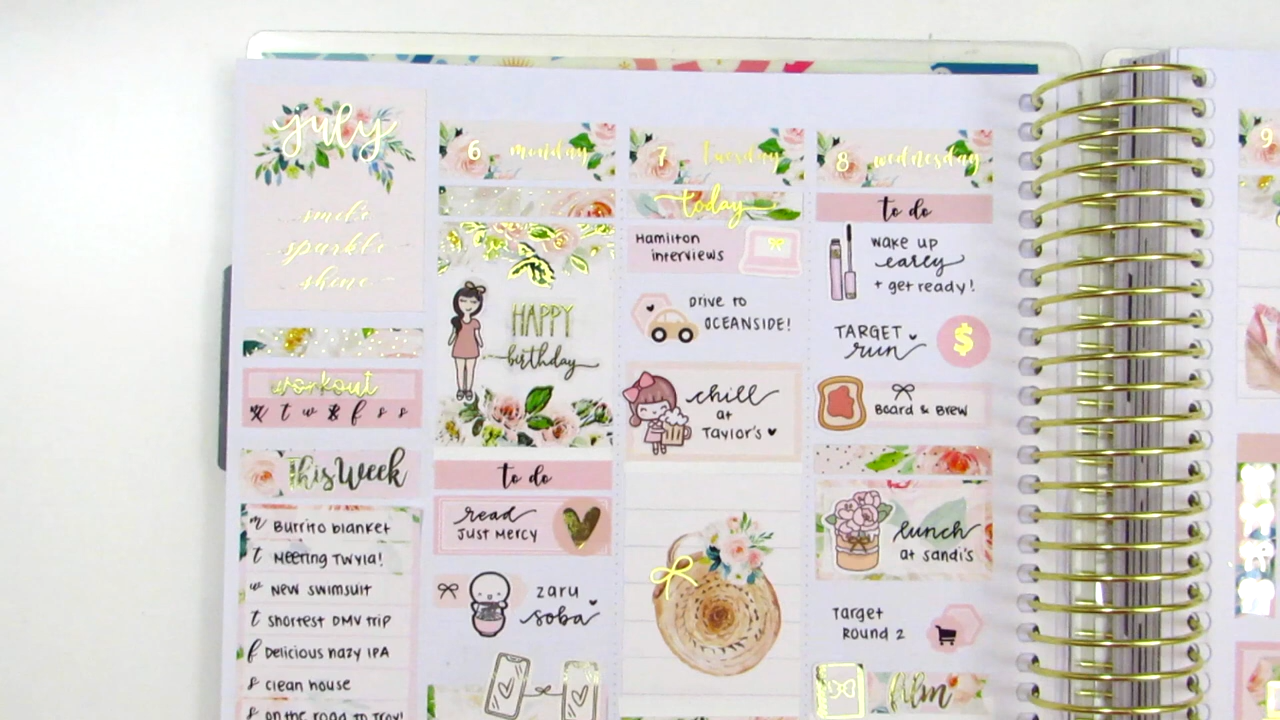 july
smile
sparkle
shine
workout
m t w t f s s
This Week
m Burrito blanket
t Meeting Twyla!
w New swimsuit
t shortest DMV trip
f Delicious hazy IPA
s clean house
s on the road to Troy!
6 monday
HAPPY
birthday
to do
read
Just Mercy
zaru
soba
7 tuesday
today
Hamilton
interviews
Drive to
OCEANSIDE!
chill
at
Taylor's
8 wednesday
to do
wake up
early
+ get ready!
TARGET
run
$
Board & Brew
lunch
at Sandi's
Target
Round 2
film
9